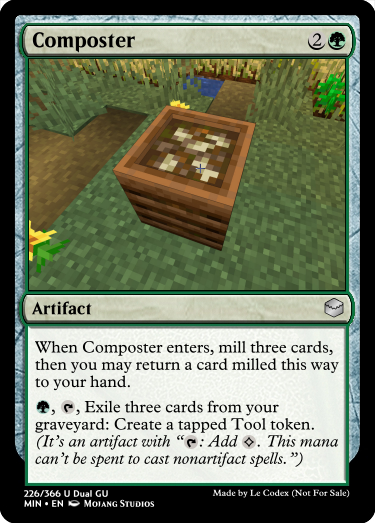 Composter 2
Artifact
When Composter enters, mill three cards,
then you may return a card milled this way
to your hand.
, , Exile three cards from your
graveyard: Create a tapped Tool token.
(It's an artifact with “: Add . This mana
can't be spent to cast nonartifact spells.”)
226/366 U Dual GU
Made by Le Codex (Not For Sale)
MIN • EN Mojang Studios